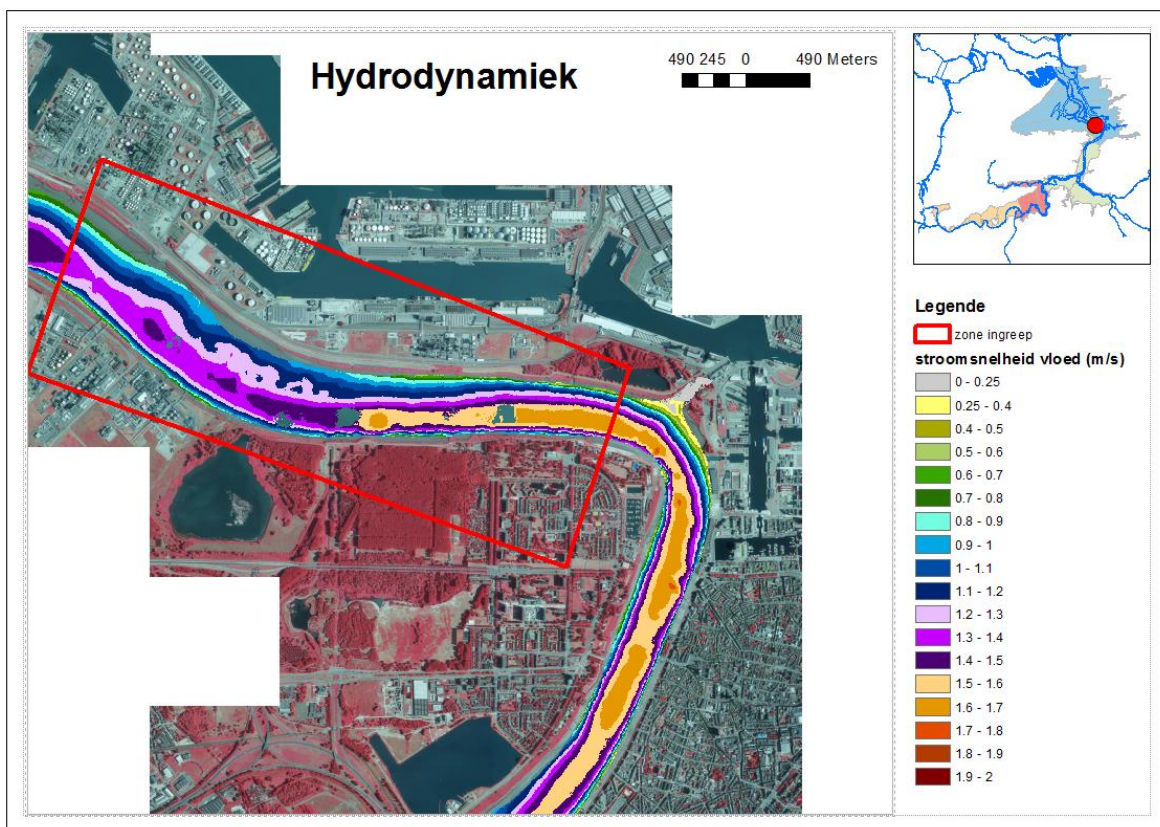 Hydrodynamiek
490 245 0 490 Meters
Legende
zone ingreep
stroomsnelheid vloed (m/s)
0 - 0.25
0.25 - 0.4
0.4 - 0.5
0.5 - 0.6
0.6 - 0.7
0.7 - 0.8
0.8 - 0.9
0.9 - 1
1 - 1.1
1.1 - 1.2
1.2 - 1.3
1.3 - 1.4
1.4 - 1.5
1.5 - 1.6
1.6 - 1.7
1.7 - 1.8
1.8 - 1.9
1.9 - 2